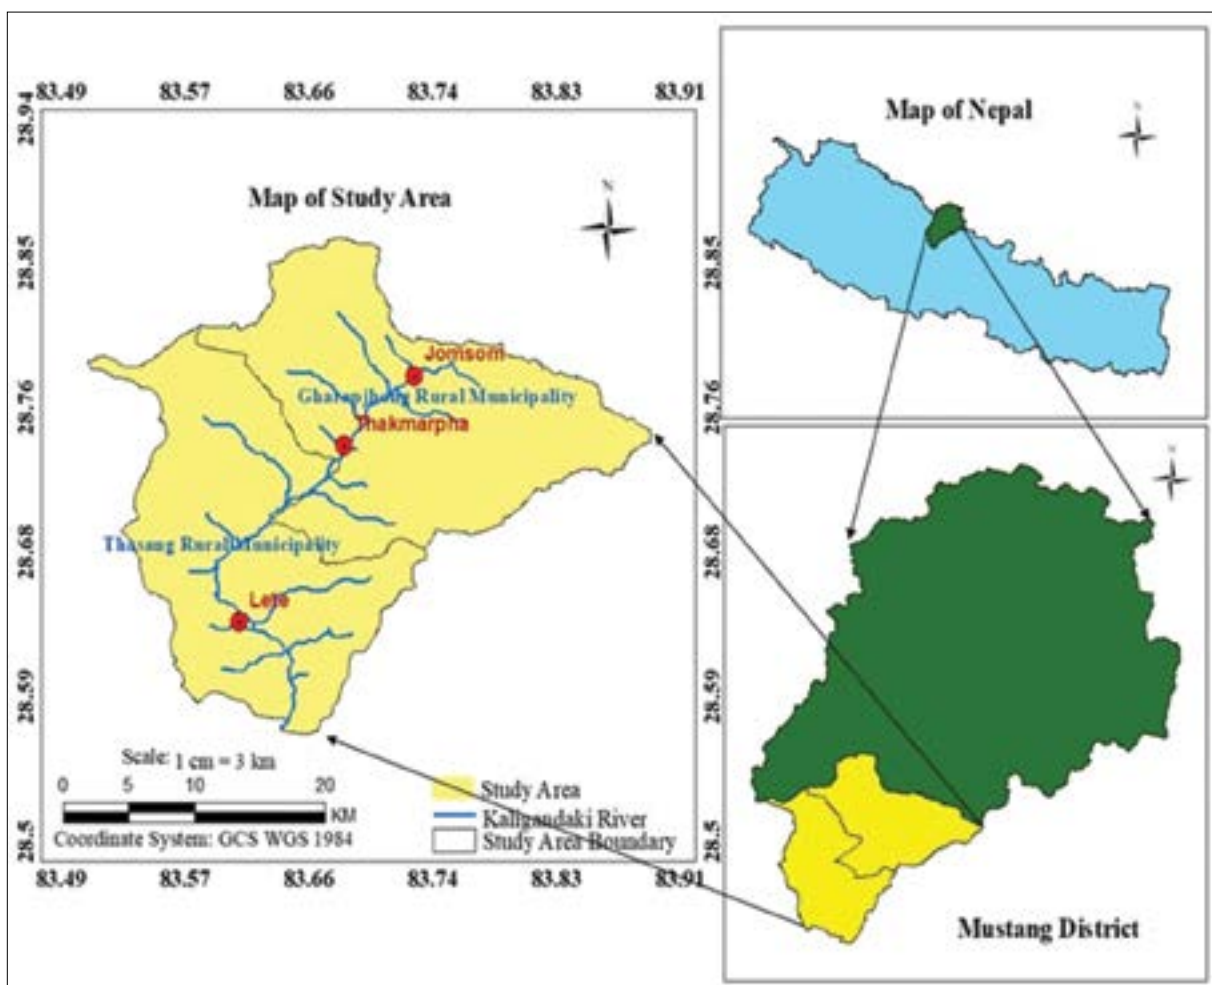 83.49 83.57 83.66 83.74 83.83 83.91
28.94
28.85
28.76
28.68
28.59
28.5
Map of Study Area
N
Jomsom
Gharapjhong Rural Municipality
Thakmarpha
Thasang Rural Municipality
Lete
Scale: 1 cm = 3 km
0 5 10 20
KM
Coordinate System: GCS WGS 1984
Study Area
Kaligandaki River
Study Area Boundary
28.85
28.76
28.68
28.59
28.5
83.49 83.57 83.66 83.74 83.83 83.91
Map of Nepal
N
N
Mustang District